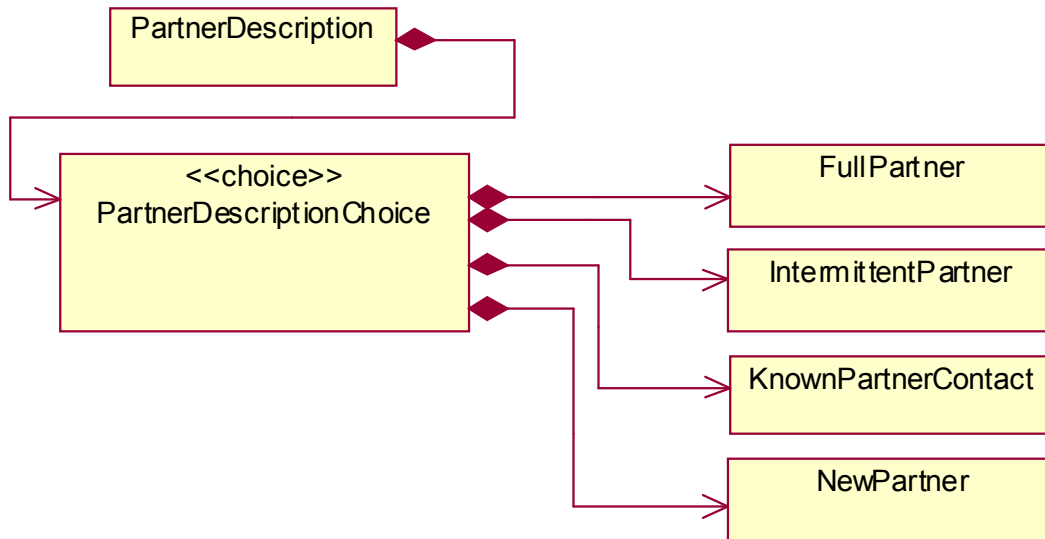 PartnerDescription
<<choice>>
PartnerDescriptionChoice
FullPartner
IntermittentPartner
KnownPartnerContact
NewPartner